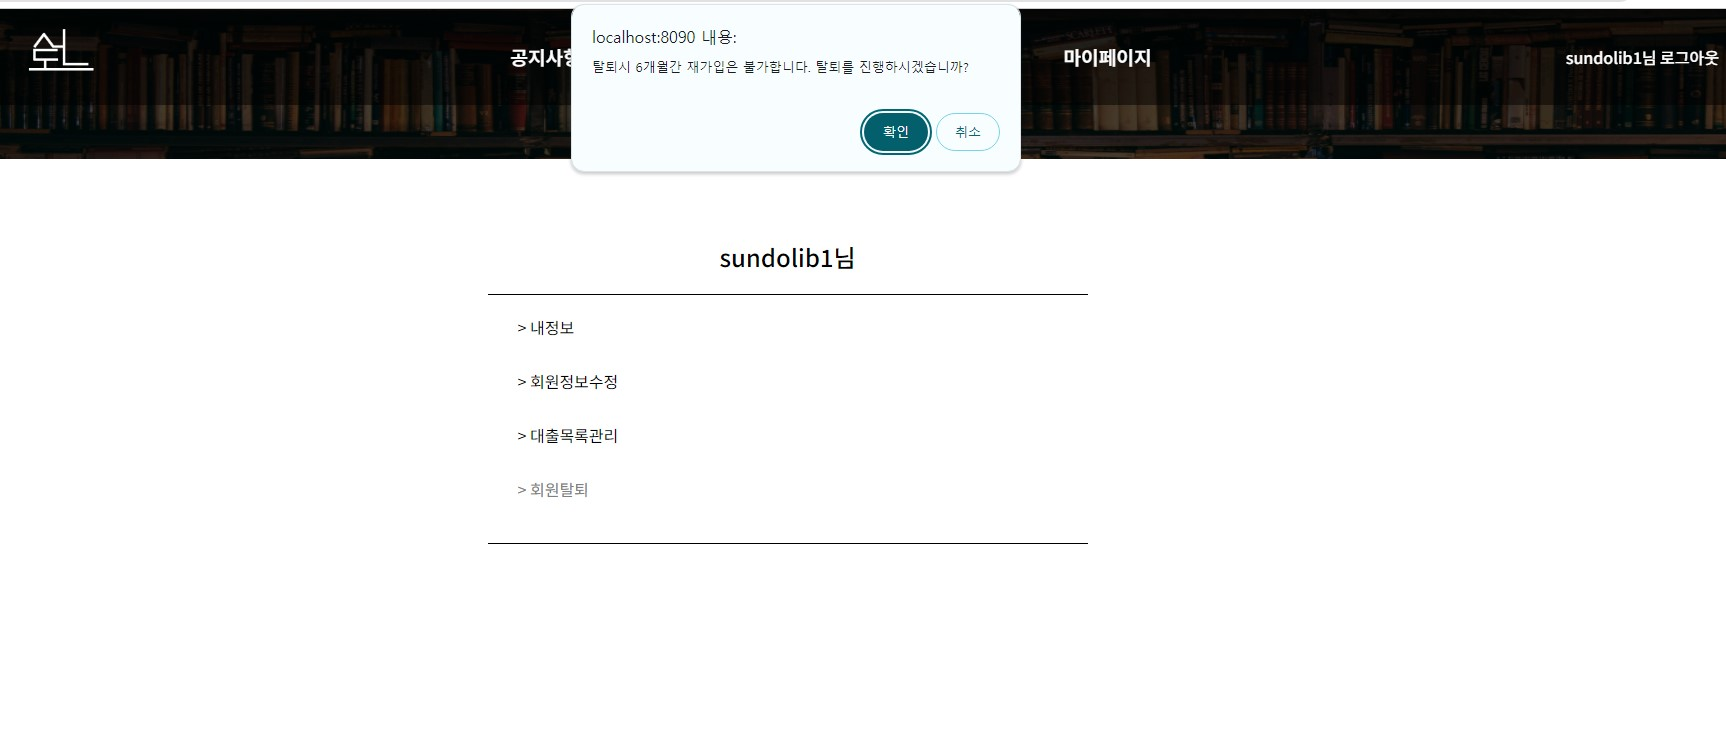 localhost:8090 내용:
탈퇴시 6개월간 재가입은 불가합니다. 탈퇴를 진행하시겠습니까?
확인 취소
공지사항 마이페이지 sundolib1님 로그아웃
sundolib1님
> 내정보
> 회원정보수정
> 대출목록관리
> 회원탈퇴